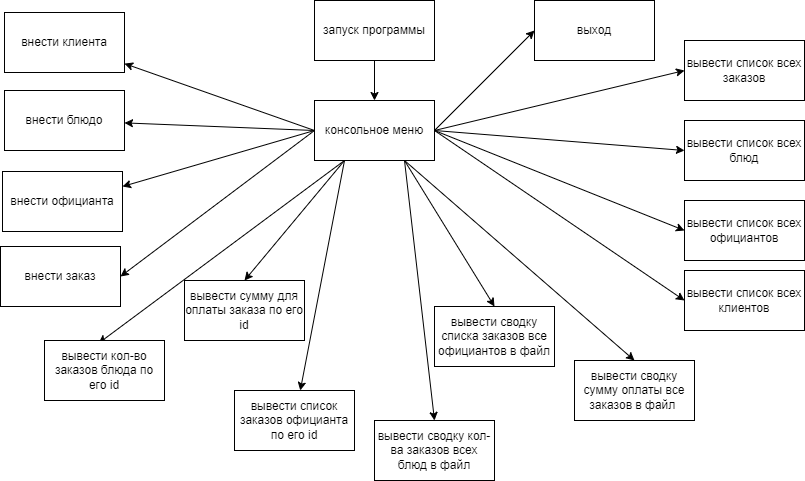 запуск программы
выход
внести клиента
вывести список всех
заказов
внести блюдо
консольное меню
вывести список всех
блюд
внести официанта
вывести список всех
официантов
внести заказ
вывести сумму для
оплаты заказа по его
id
вывести список всех
клиентов
вывести сводку
списка заказов все
официантов в файл
вывести кол-во
заказов блюда по
его id
вывести сводку
сумму оплаты все
заказов в файл
вывести список
заказов официанта
по его id
вывести сводку кол-
ва заказов всех
блюд в файл